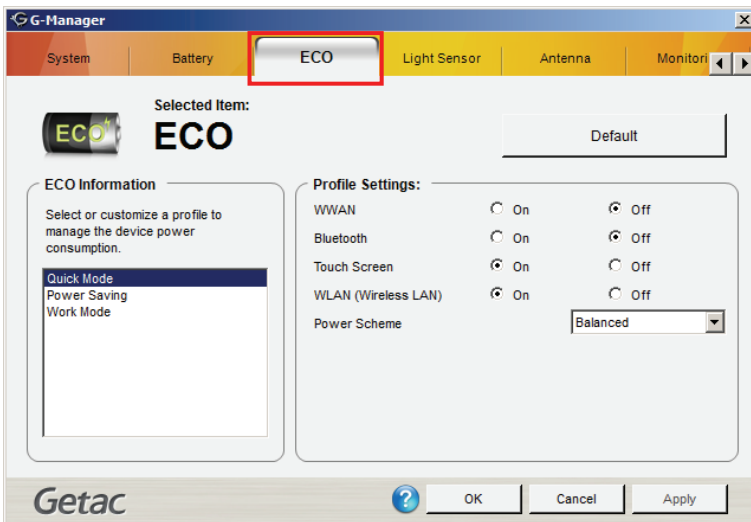 G-Manager
System Battery ECO Light Sensor Antenna Monitori
ECO
Selected Item:
ECO
Default
ECO Information
Select or customize a profile to
manage the device power
consumption.
Quick Mode
Power Saving
Work Mode
Profile Settings:
WWAN On Off
Bluetooth On Off
Touch Screen On Off
WLAN (Wireless LAN) On Off
Power Scheme Balanced
Getac ? OK Cancel Apply